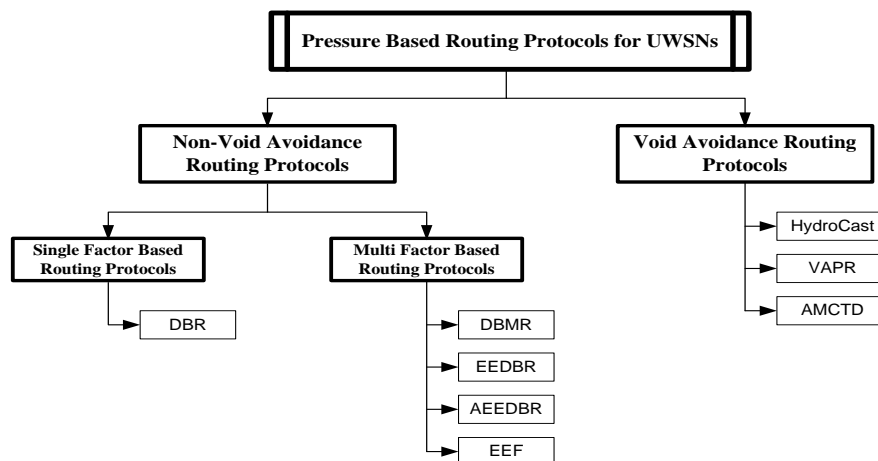 Pressure Based Routing Protocols for UWSNs
Non-Void Avoidance
Routing Protocols
Void Avoidance Routing
Protocols
Single Factor Based
Routing Protocols
Multi Factor Based
Routing Protocols
HydroCast
VAPR
AMCTD
DBR
DBMR
EEDBR
AEEDBR
EEF